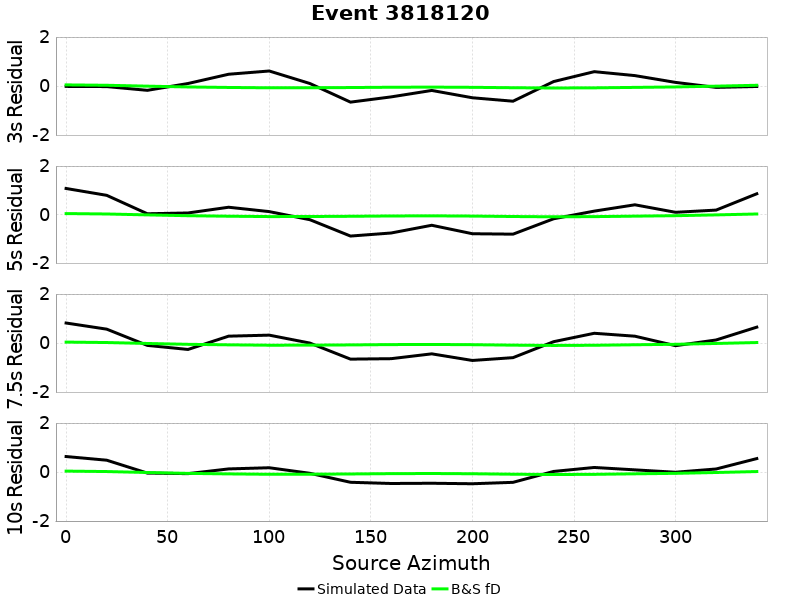 Event 3818120
3s Residual
2
0
-2
5s Residual
2
0
-2
7.5s Residual
2
0
-2
10s Residual
2
0
-2
0 50 100 150 200 250 300
Source Azimuth
Simulated Data B&S fD